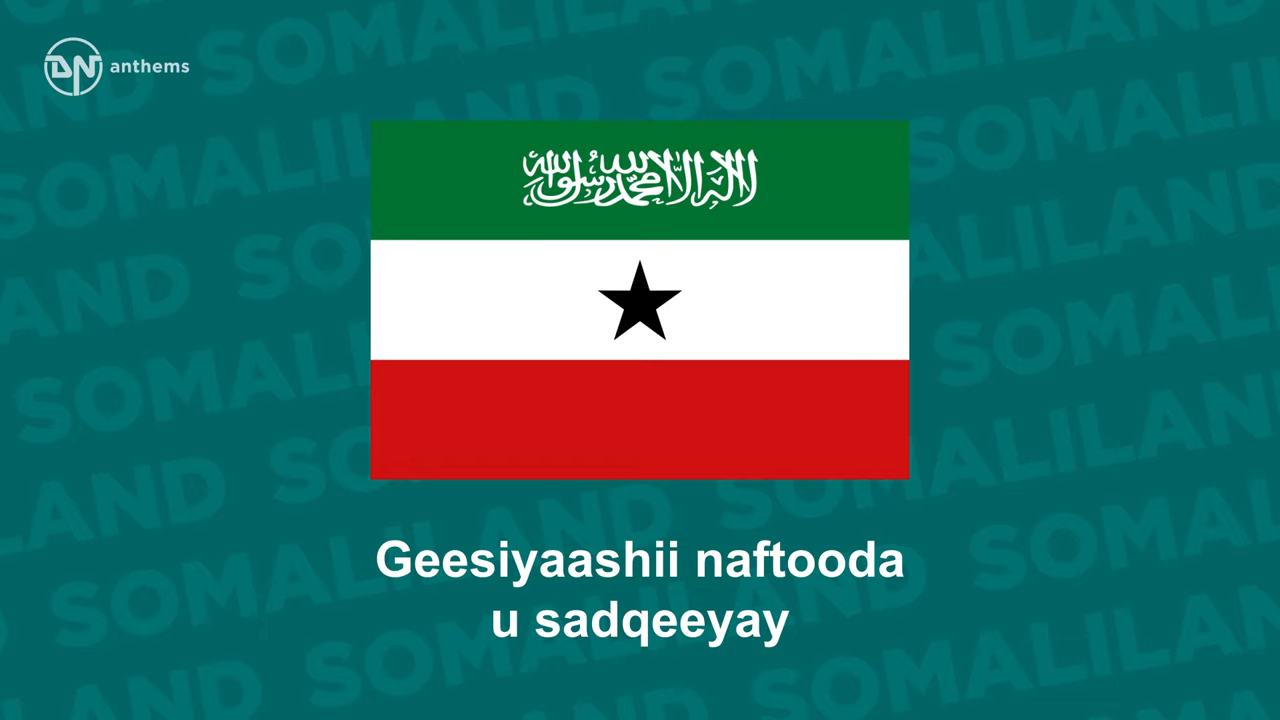 DN anthems
SOMALILAND
لا إله إلا الله محمد رسول الله
Geesiyaashii naftooda
u sadqeeyay